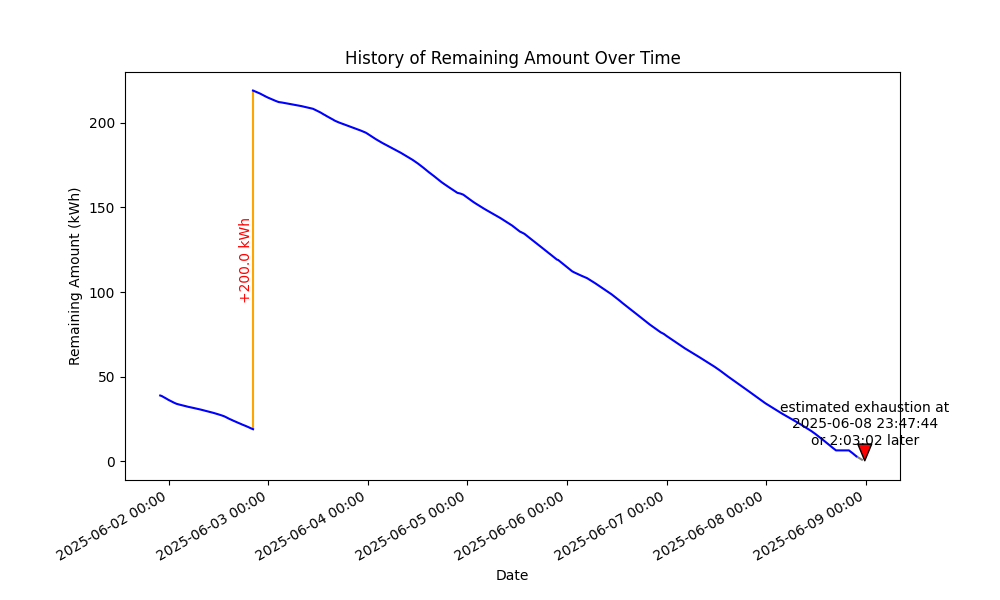 History of Remaining Amount Over Time
Remaining Amount (kWh)
200
150
100
50
0
+200.0 kWh
estimated exhaustion at
2025-06-08 23:47:44
or 2:03:02 later
2025-06-02 00:00
2025-06-03 00:00
2025-06-04 00:00
2025-06-05 00:00
2025-06-06 00:00
2025-06-07 00:00
2025-06-08 00:00
2025-06-09 00:00
Date